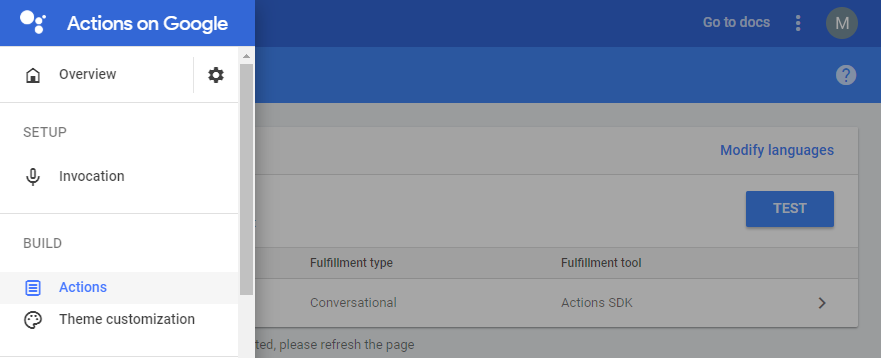 Actions on Google
Go to docs
M
Overview
SETUP
Modify languages
Invocation
TEST
BUILD
Fulfillment type
Fulfillment tool
Actions
Conversational
Actions SDK
Theme customization
ted, please refresh the page